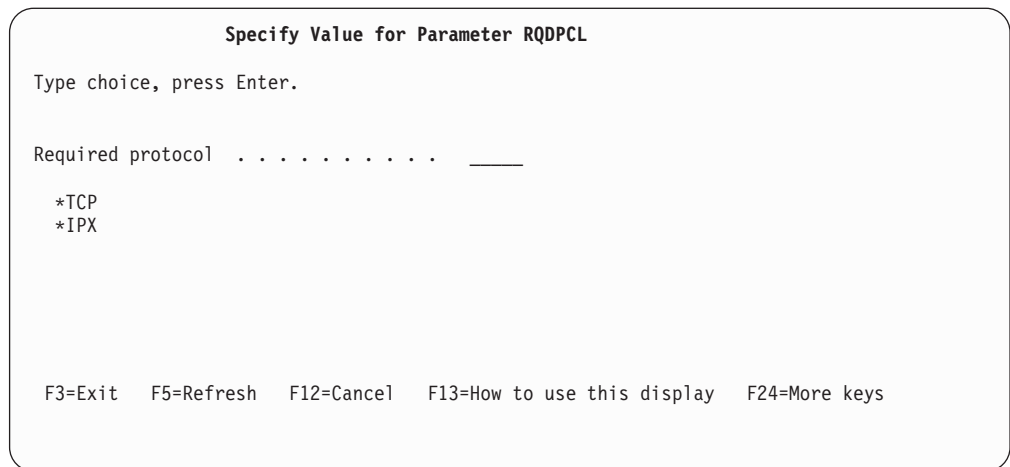 Specify Value for Parameter RQDPCL
Type choice, press Enter.
Required protocol . . . . . . . . . . _____
*TCP
*IPX
F3=Exit F5=Refresh F12=Cancel F13=How to use this display F24=More keys